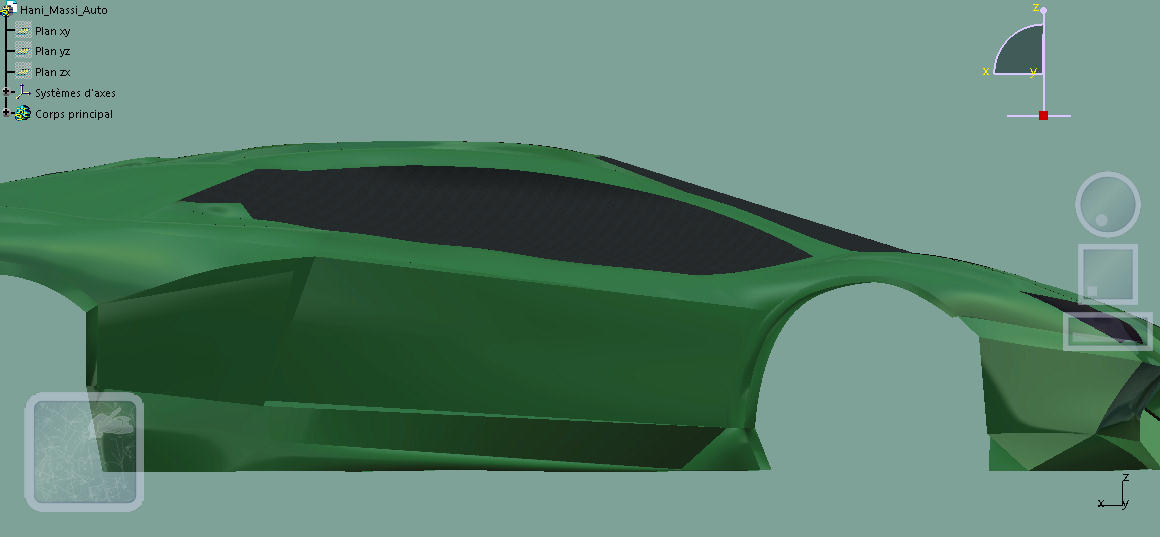 Hani_Massi_Auto
Plan xy
Plan yz
Plan zx
Systèmes d'axes
Corps principal
z
x
y
z
x
y